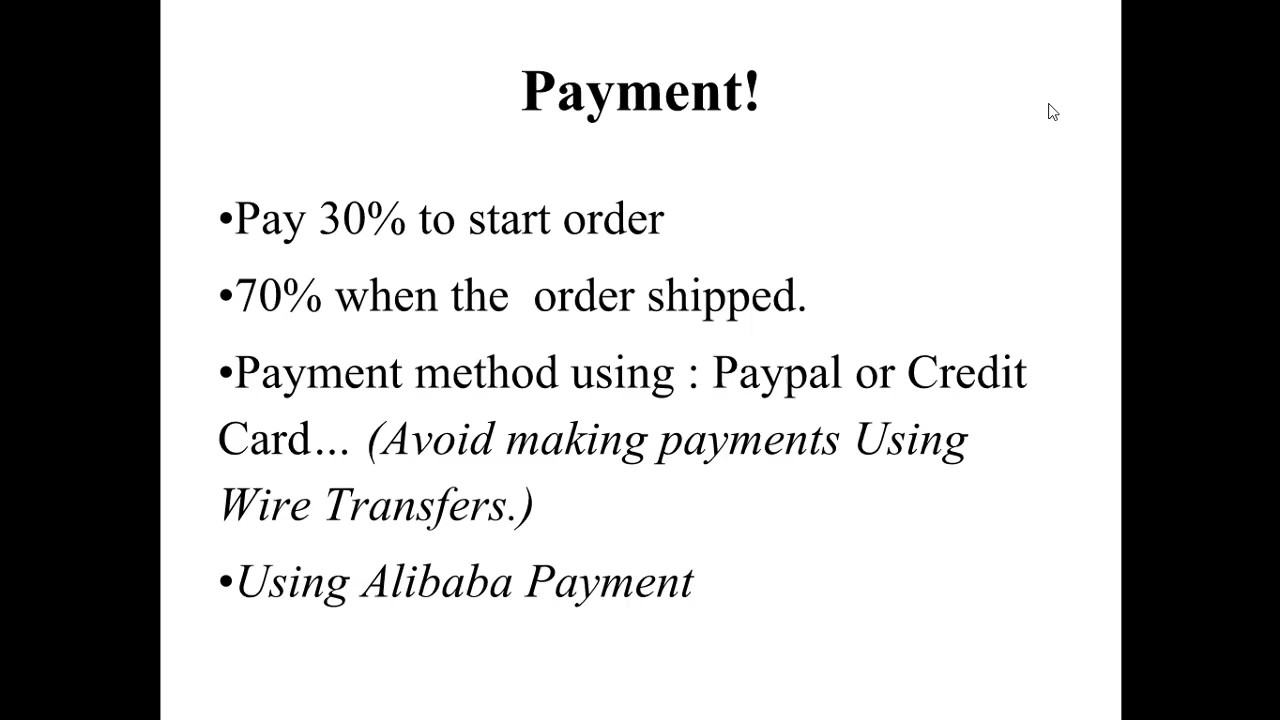 Payment!
•Pay 30% to start order
•70% when the  order shipped.
•Payment method using : Paypal or Credit
Card... (Avoid making payments Using
Wire Transfers.)
•Using Alibaba Payment